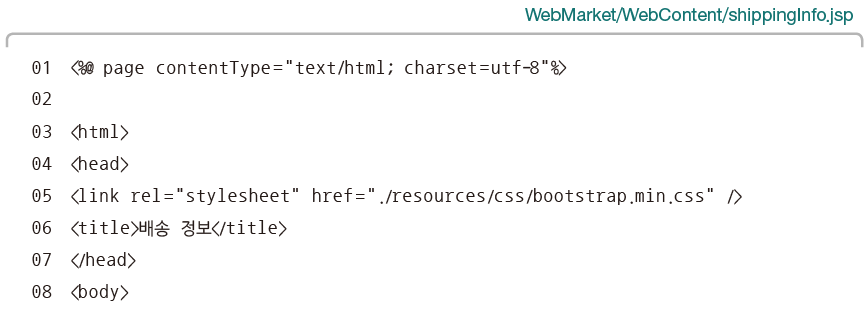 WebMarket/WebContent/shippingInfo.jsp
01 <%@ page contentType="text/html; charset=utf-8"%>
02
03 <html>
04 <head>
05 <link rel="stylesheet" href="./resources/css/bootstrap.min.css" />
06 <title>배송 정보</title>
07 </head>
08 <body>